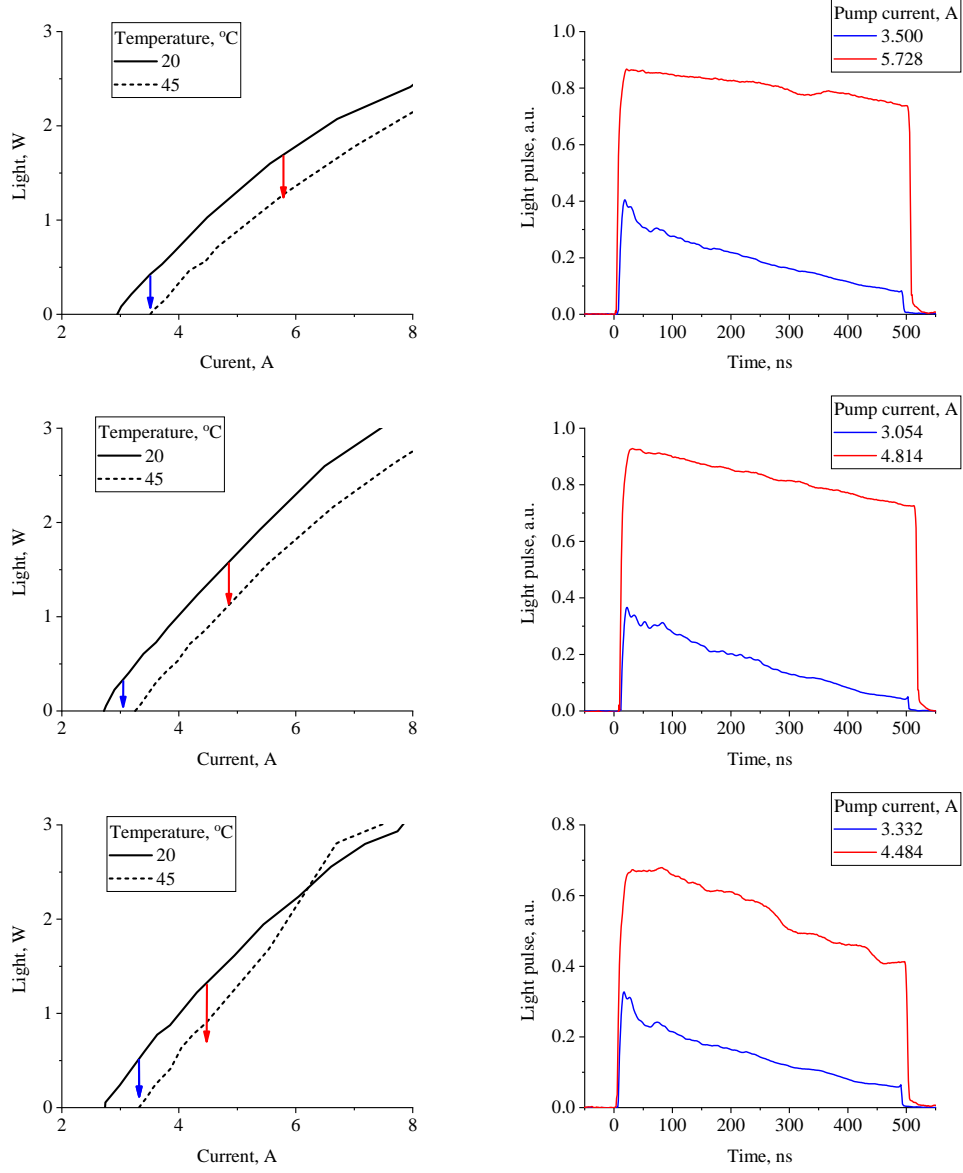 Temperature, °C
20
45
3
2
1
0
Light, W
2 4 6 8
Curent, A
Pump current, A
3.500
5.728
1.0
0.8
0.6
0.4
0.2
0.0
Light pulse, a.u.
0 100 200 300 400 500
Time, ns
Temperature, °C
20
45
3
2
1
0
Light, W
2 4 6 8
Current, A
Pump current, A
3.054
4.814
1.0
0.8
0.6
0.4
0.2
0.0
Light pulse, a.u.
0 100 200 300 400 500
Time, ns
Temperature, °C
20
45
3
2
1
0
Light, W
2 4 6 8
Current, A
Pump current, A
3.332
4.484
0.8
0.6
0.4
0.2
0.0
Light pulse, a.u.
0 100 200 300 400 500
Time, ns